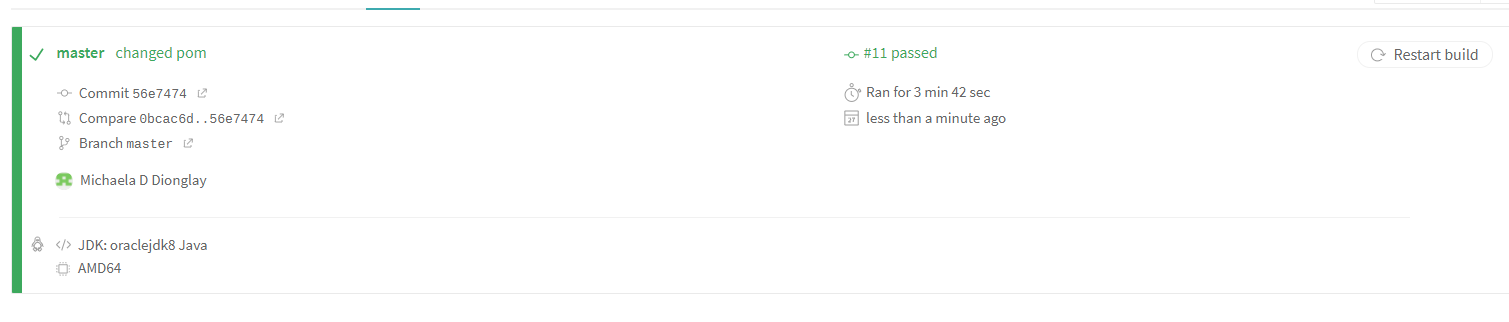 master changed pom
#11 passed
Restart build
Commit 56e7474
Ran for 3 min 42 sec
Compare 0bcac6d..56e7474
27 less than a minute ago
Branch master
Michaela D Dionglay
</> JDK: oraclejdk8 Java
AMD64